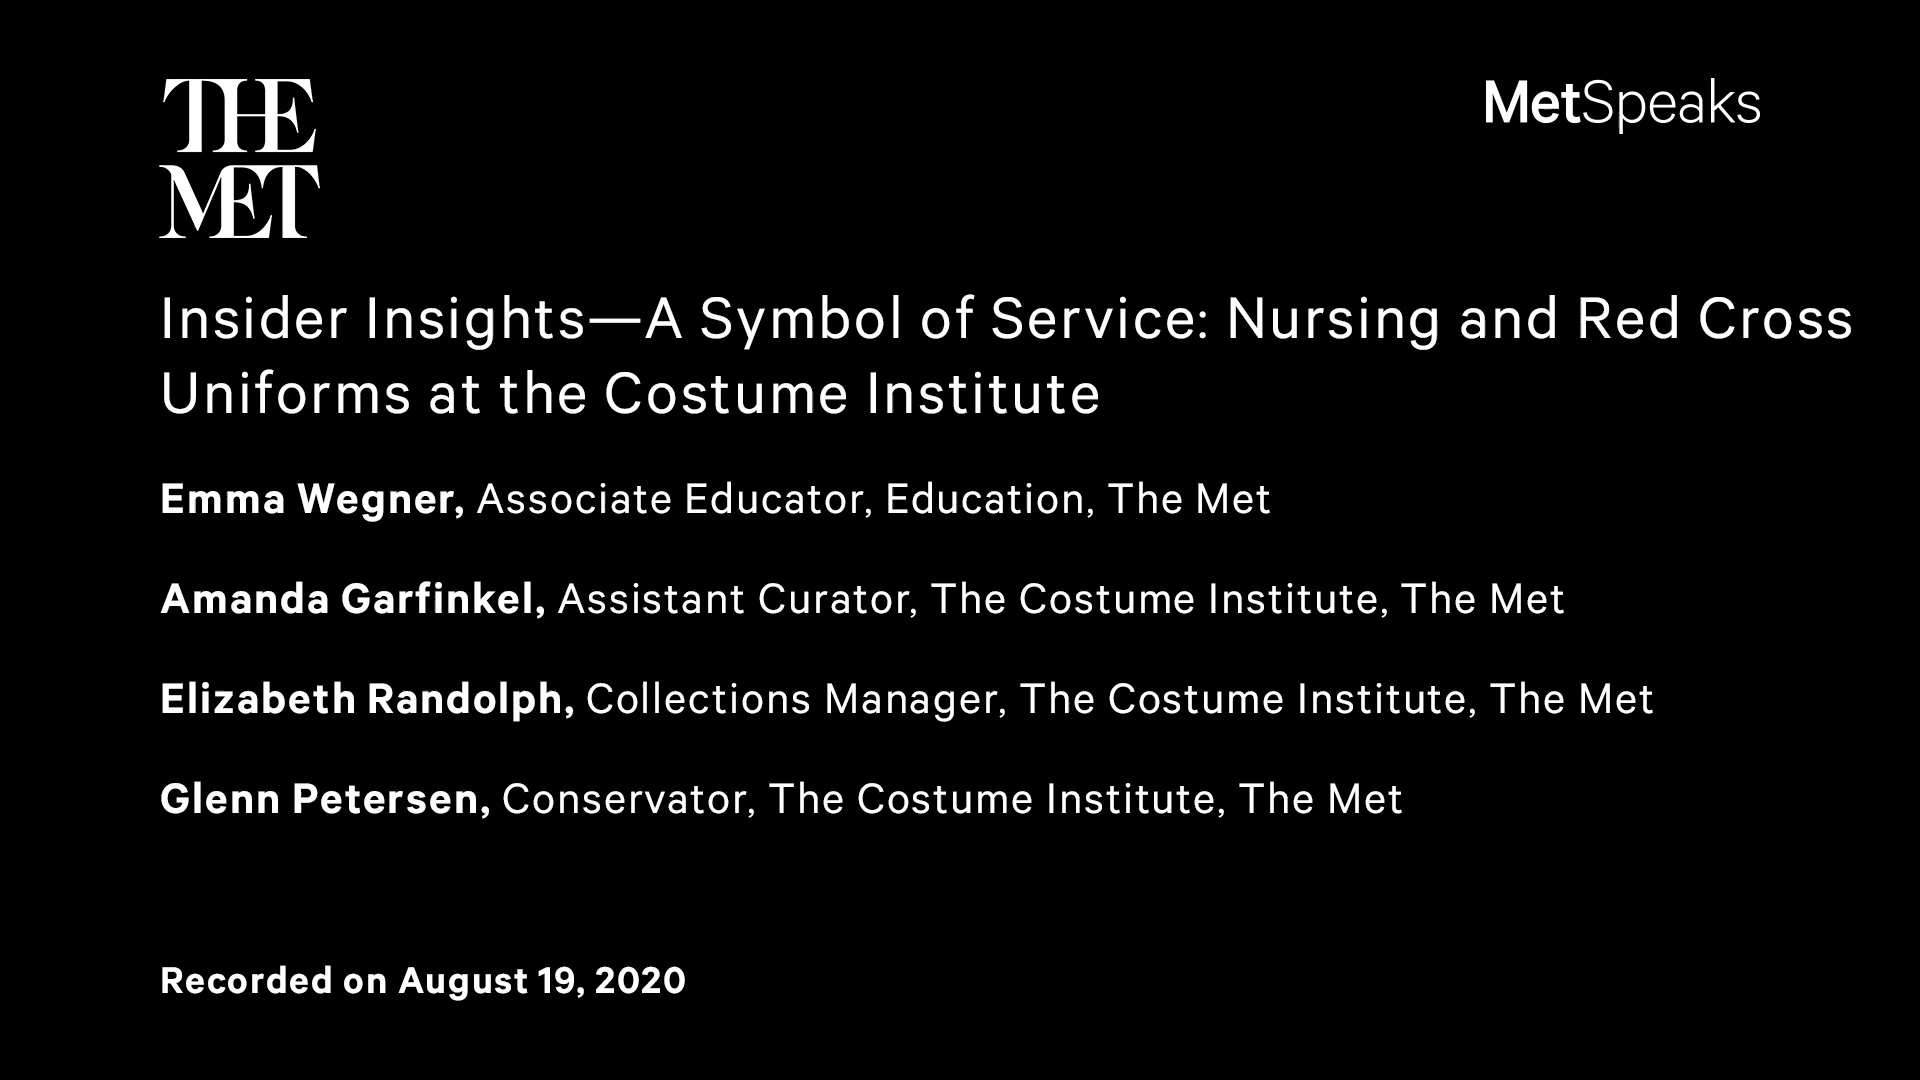 THE
MET
MetSpeaks
Insider Insights—A Symbol of Service: Nursing and Red Cross
Uniforms at the Costume Institute
Emma Wegner, Associate Educator, Education, The Met
Amanda Garfinkel, Assistant Curator, The Costume Institute, The Met
Elizabeth Randolph, Collections Manager, The Costume Institute, The Met
Glenn Petersen, Conservator, The Costume Institute, The Met
Recorded on August 19, 2020